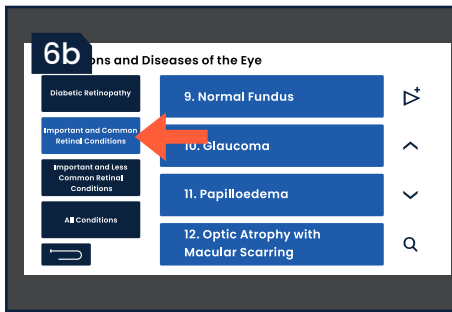 6b
ons and Diseases of the Eye
Diabetic Retinopathy
Important and Common
Retinal Conditions
Important and Less
Common Retinal
Conditions
All Conditions
9. Normal Fundus
10. Glaucoma
11. Papilloedema
12. Optic Atrophy with
Macular Scarring